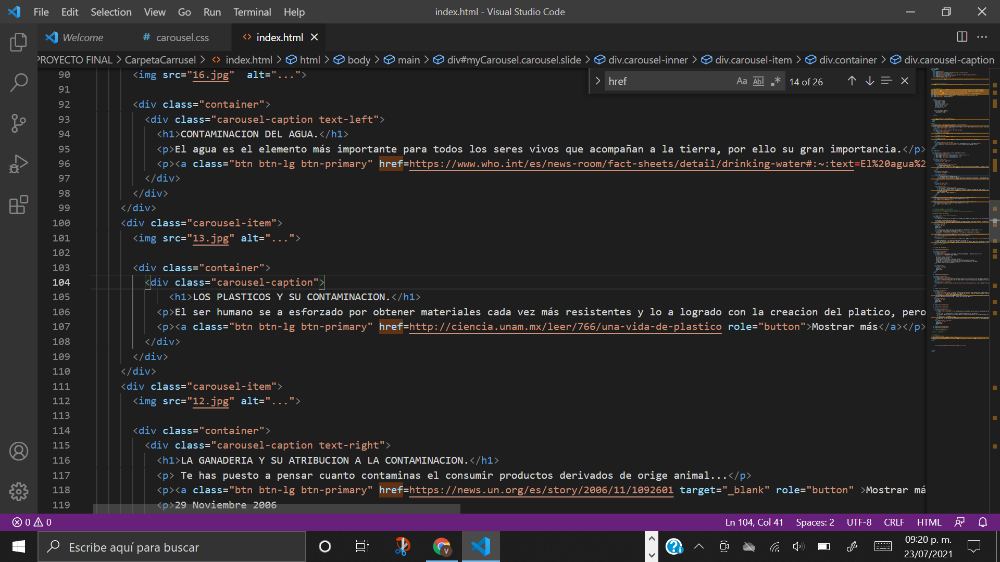 File Edit Selection View Go Run Terminal Help index.html - Visual Studio Code
Welcome # carousel.css <> index.html
PROYECTO FINAL > CarpetaCarrusel > <> index.html > html > body > main > div#myCarousel.carousel.slide > div.carousel-inner > div.carousel-item > div.container > div.carousel-caption
href Aa Abl .* 14 of 26
90 <img src="16.jpg"  alt="...">
91
92 <div class="container">
93 <div class="carousel-caption text-left">
94 <h1>CONTAMINACION DEL AGUA.</h1>
95 <p>El agua es el elemento más importante para todos los seres vivos que acompañan a la tierra, por ello su gran importancia.</p>
96 <p><a class="btn btn-lg btn-primary" href=https://www.who.int/es/news-room/fact-sheets/detail/drinking-water#:~:text=El%20agua%2
97 </div>
98 </div>
99 </div>
100 <div class="carousel-item">
101 <img src="13.jpg" alt="...">
102
103 <div class="container">
104 <div class="carousel-caption">
105 <h1>LOS PLASTICOS Y SU CONTAMINACION.</h1>
106 <p>El ser humano se a esforzado por obtener materiales cada vez más resistentes y lo a logrado con la creacion del platico, pero
107 <p><a class="btn btn-lg btn-primary" href=http://ciencia.unam.mx/leer/766/una-vida-de-plastico role="button">Mostrar más</a></p>
108 </div>
109 </div>
110 </div>
111 <div class="carousel-item">
112 <img src="12.jpg" alt="...">
113
114 <div class="container">
115 <div class="carousel-caption text-right">
116 <h1>LA GANADERIA Y SU ATRIBUCION A LA CONTAMINACION.</h1>
117 <p> Te has puesto a pensar cuanto contaminas el consumir productos derivados de orige animal...</p>
118 <p><a class="btn btn-lg btn-primary" href=https://news.un.org/es/story/2006/11/1092601 target="_blank" role="button" >Mostrar má
119 <p>29 Noviembre 2006
0 0 Ln 104, Col 41 Spaces: 2 UTF-8 CRLF HTML
Escribe aquí para buscar
V
09:20 p. m.
23/07/2021